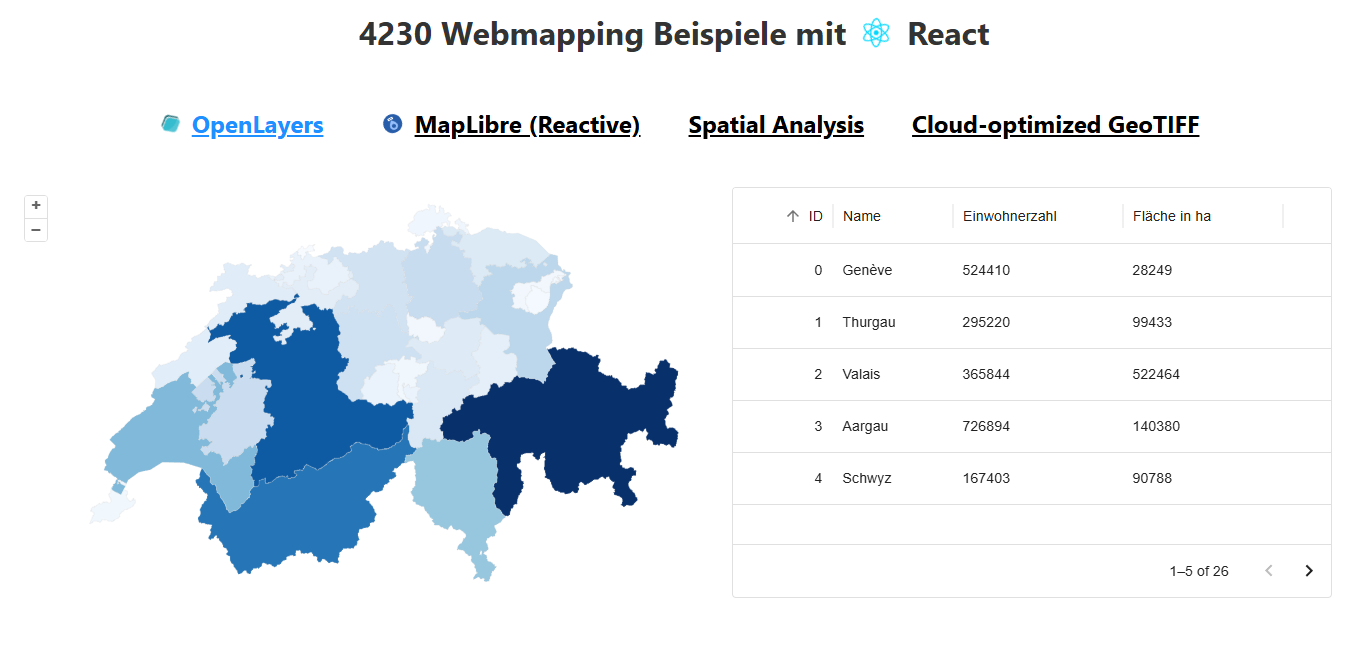 4230 Webmapping Beispiele mit React
OpenLayers MapLibre (Reactive) Spatial Analysis Cloud-optimized GeoTIFF
+
−
ID Name Einwohnerzahl Fläche in ha
0 Genève 524410 28249
1 Thurgau 295220 99433
2 Valais 365844 522464
3 Aargau 726894 140380
4 Schwyz 167403 90788
1–5 of 26